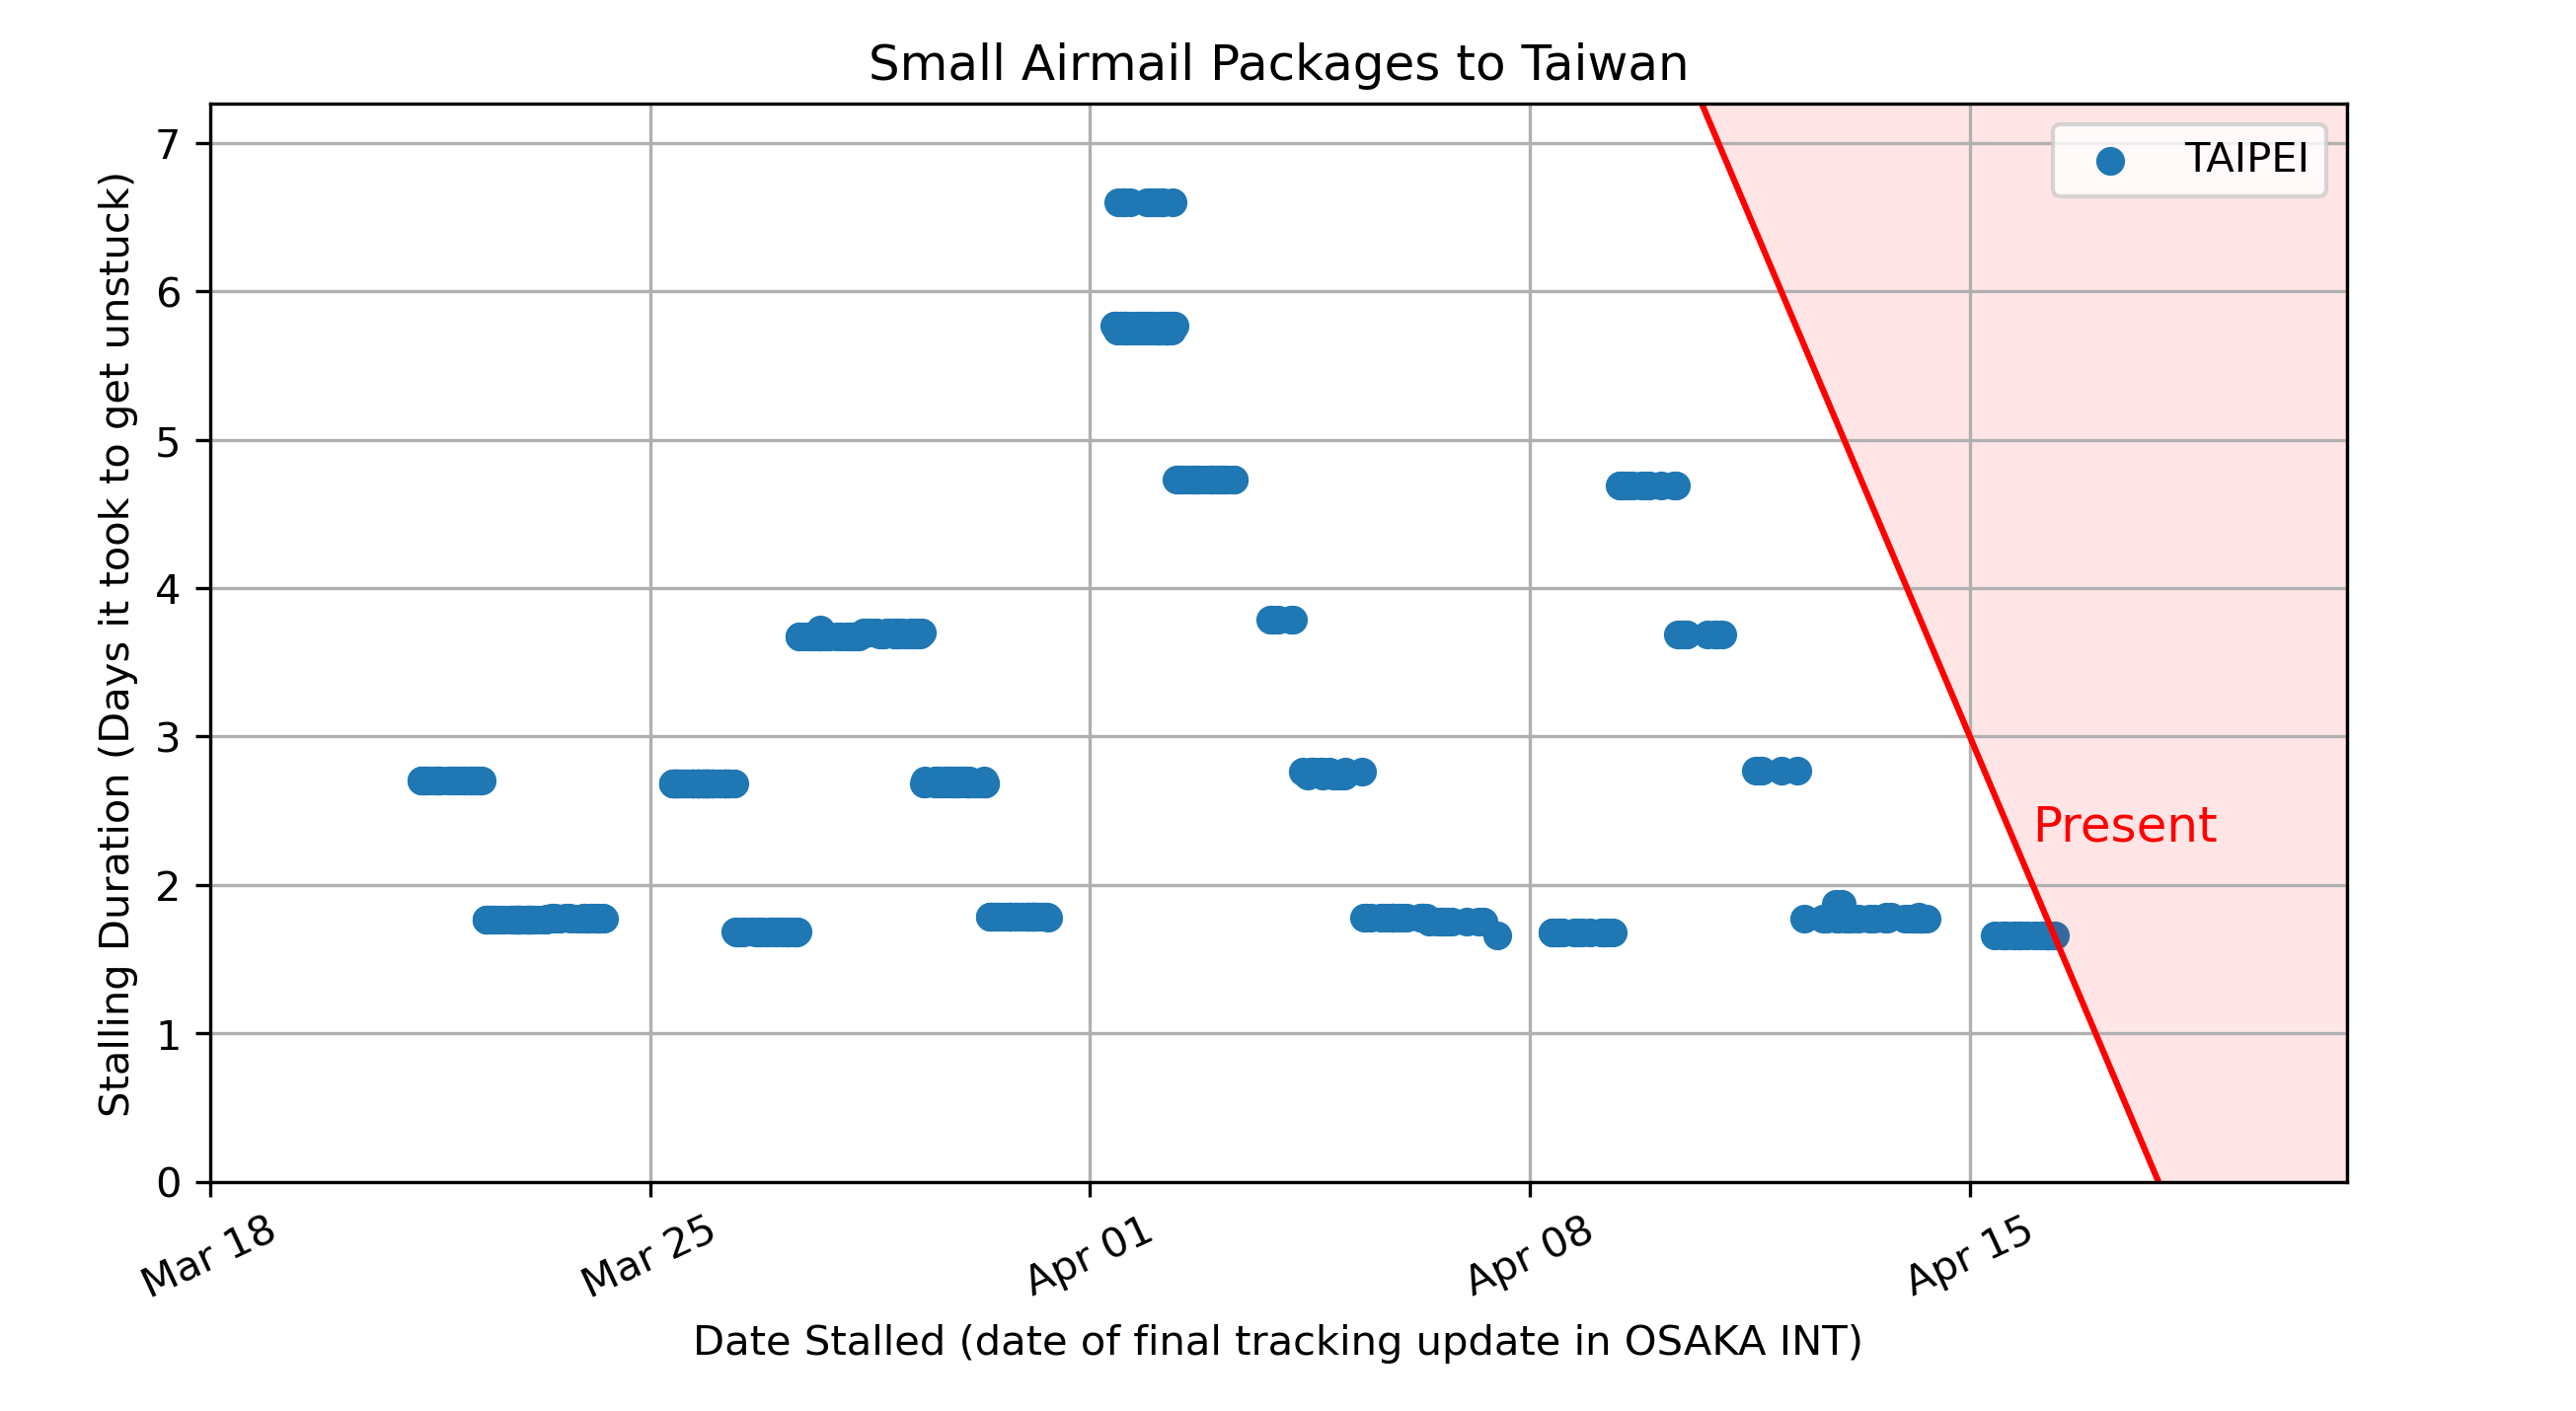 Small Airmail Packages to Taiwan
TAIPEI
Stalling Duration (Days it took to get unstuck)
7
6
5
4
3
2
1
0
Present
Mar 18
Mar 25
Apr 01
Apr 08
Apr 15
Date Stalled (date of final tracking update in OSAKA INT)